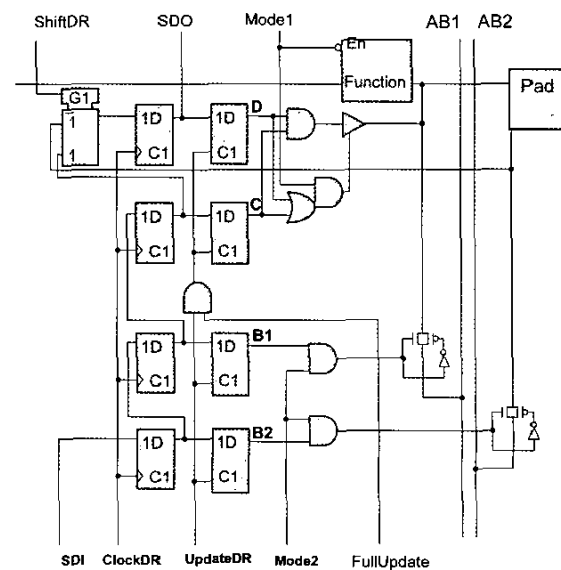 ShiftDR SDO Mode1 AB1 AB2
En
Function
Pad
G1
1
1
1D
C1
1D
C1
D
1D
C1
1D
C1
C
1D
C1
1D
C1
B1
1D
C1
1D
C1
B2
SDI ClockDR UpdateDR Mode2 FullUpdate